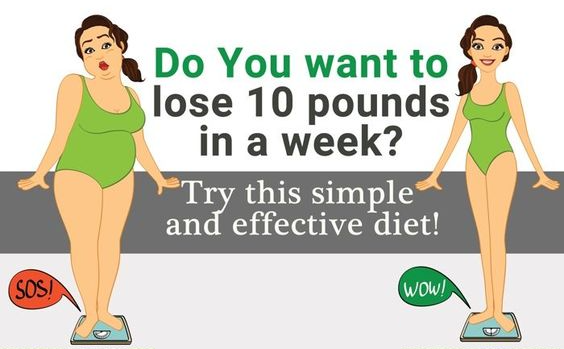 Do You want to
lose 10 pounds
in a week?
Try this simple
and effective diet!
SOS!
WOW!